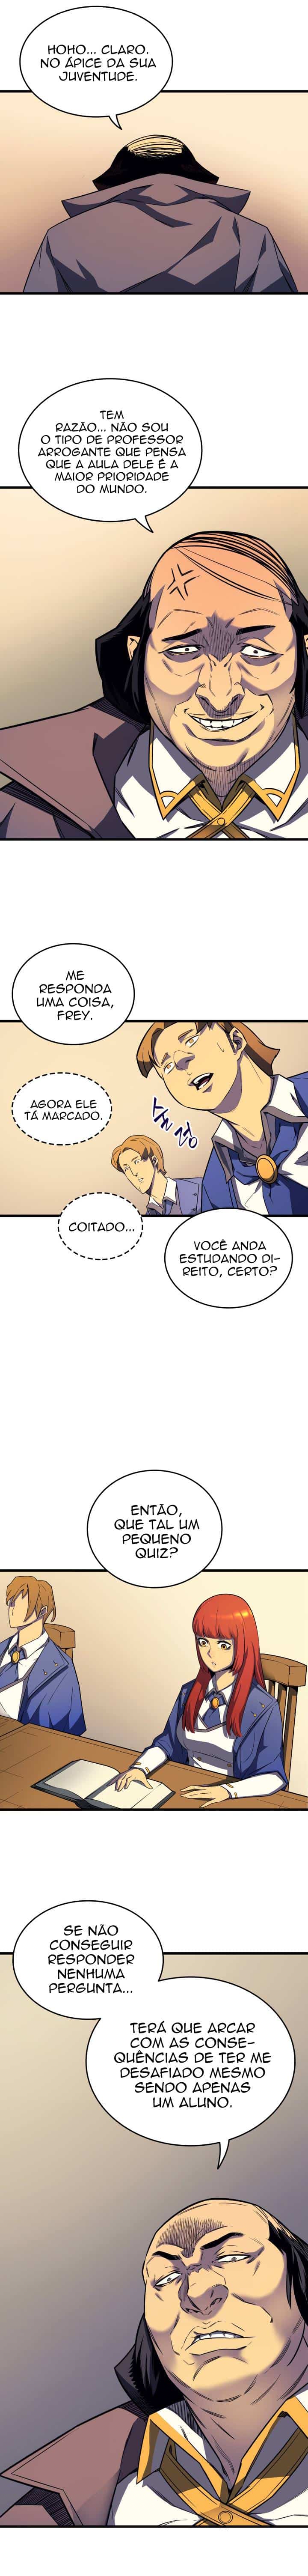 HOHO... CLARO.
NO ÁPICE DA SUA
JUVENTUDE.
TEM
RAZÃO... NÃO SOU
O TIPO DE PROFESSOR
ARROGANTE QUE PENSA
QUE A AULA DELE É A
MAIOR PRIORIDADE
DO MUNDO.
ME
RESPONDA
UMA COISA,
FREY.
AGORA ELE
TÁ MARCADO.
COITADO...
VOCÊ ANDA
ESTUDANDO DI-
REITO, CERTO?
ENTÃO,
QUE TAL UM
PEQUENO
QUIZ?
SE NÃO
CONSEGUIR
RESPONDER
NENHUMA
PERGUNTA...
TERÁ QUE ARCAR
COM AS CONSE-
QUÊNCIAS DE TER ME
DESAFIADO MESMO
SENDO APENAS
UM ALUNO.